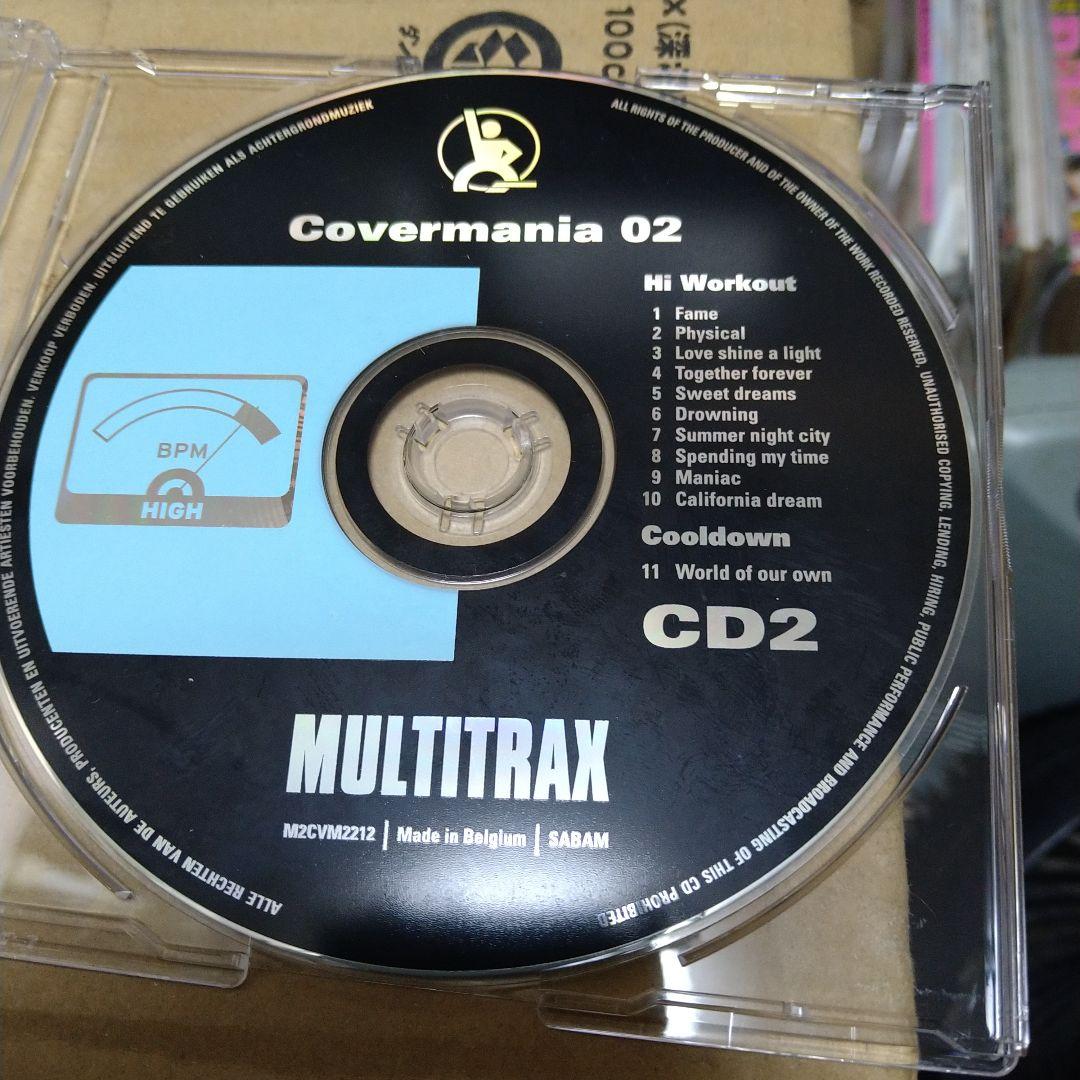 Covermania 02
Hi Workout
1 Fame
2 Physical
3 Love shine a light
4 Together forever
5 Sweet dreams
6 Drowning
7 Summer night city
8 Spending my time
9 Maniac
10 California dream
Cooldown
11 World of our own
CD2
BPM
HIGH
MULTITRAX
M2CVM2212 | Made in Belgium | SABAM
ALLE RECHTEN VAN DE AUTEURS, PRODUCENTEN EN UITVOERENDE ARTIESTEN VOORBEHOUDEN. VERKOOP VERBODEN. UITSLUITEND TE GEBRUIKEN ALS ACHTERGRONDMUZIEK
ALL RIGHTS OF THE PRODUCER AND OF THE OWNER OF THE WORK RECORDED RESERVED, UNAUTHORISED COPYING, LENDING, HIRING, PUBLIC PERFORMANCE AND BROADCASTING OF THIS CD PROHIBITED